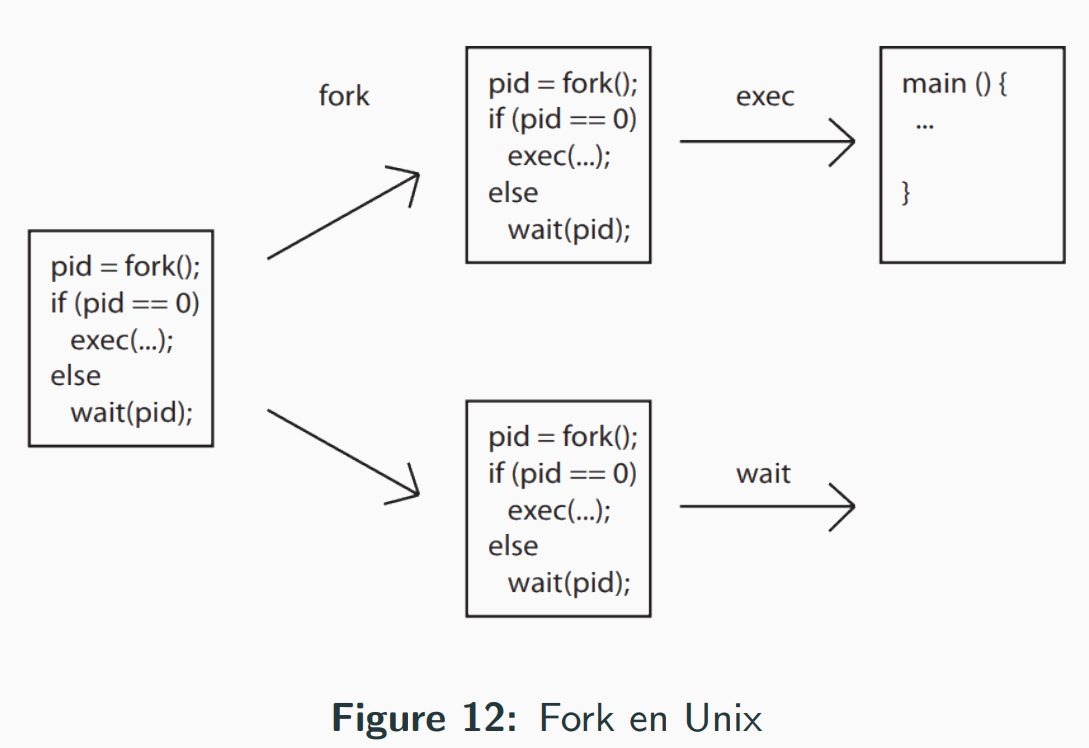 fork
pid = fork();
if (pid == 0)
exec(...);
else
wait(pid);
exec
main () {
...
}
pid = fork();
if (pid == 0)
exec(...);
else
wait(pid);
pid = fork();
if (pid == 0)
exec(...);
else
wait(pid);
wait
Figure 12: Fork en Unix